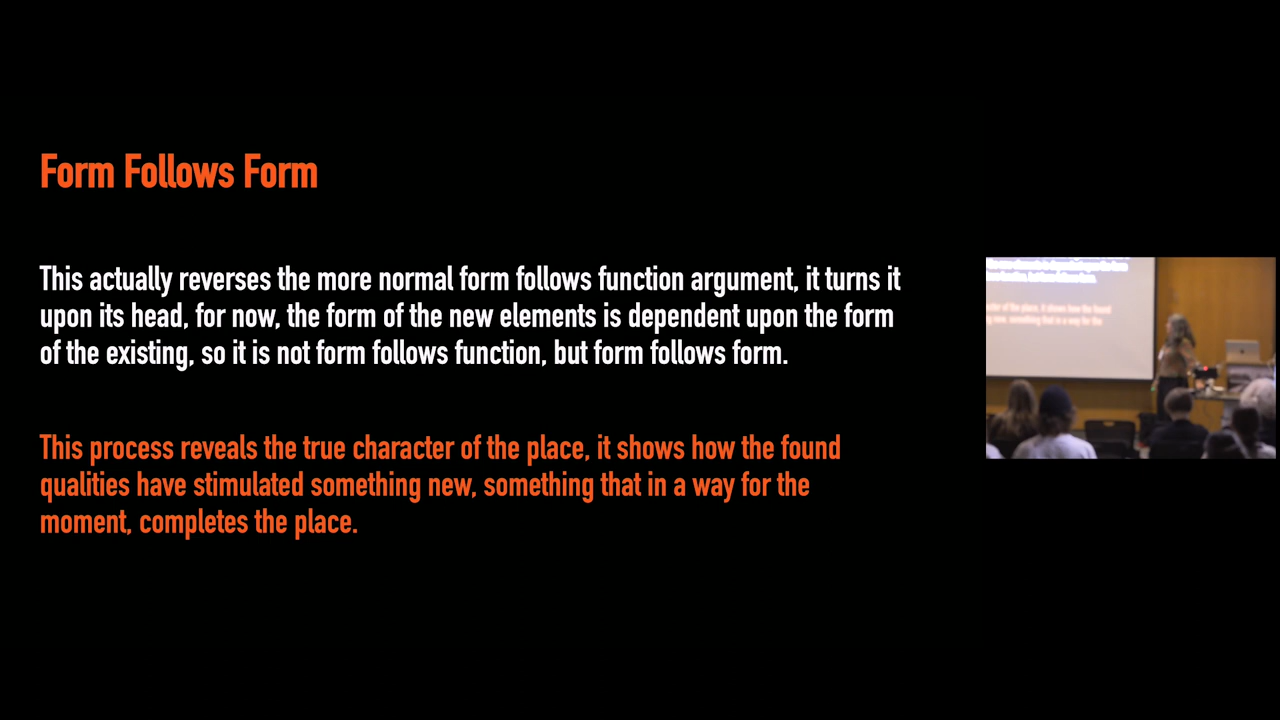 Form Follows Form
This actually reverses the more normal form follows function argument, it turns it
upon its head, for now, the form of the new elements is dependent upon the form
of the existing, so it is not form follows function, but form follows form.
This process reveals the true character of the place, it shows how the found
qualities have stimulated something new, something that in a way for the
moment, completes the place.